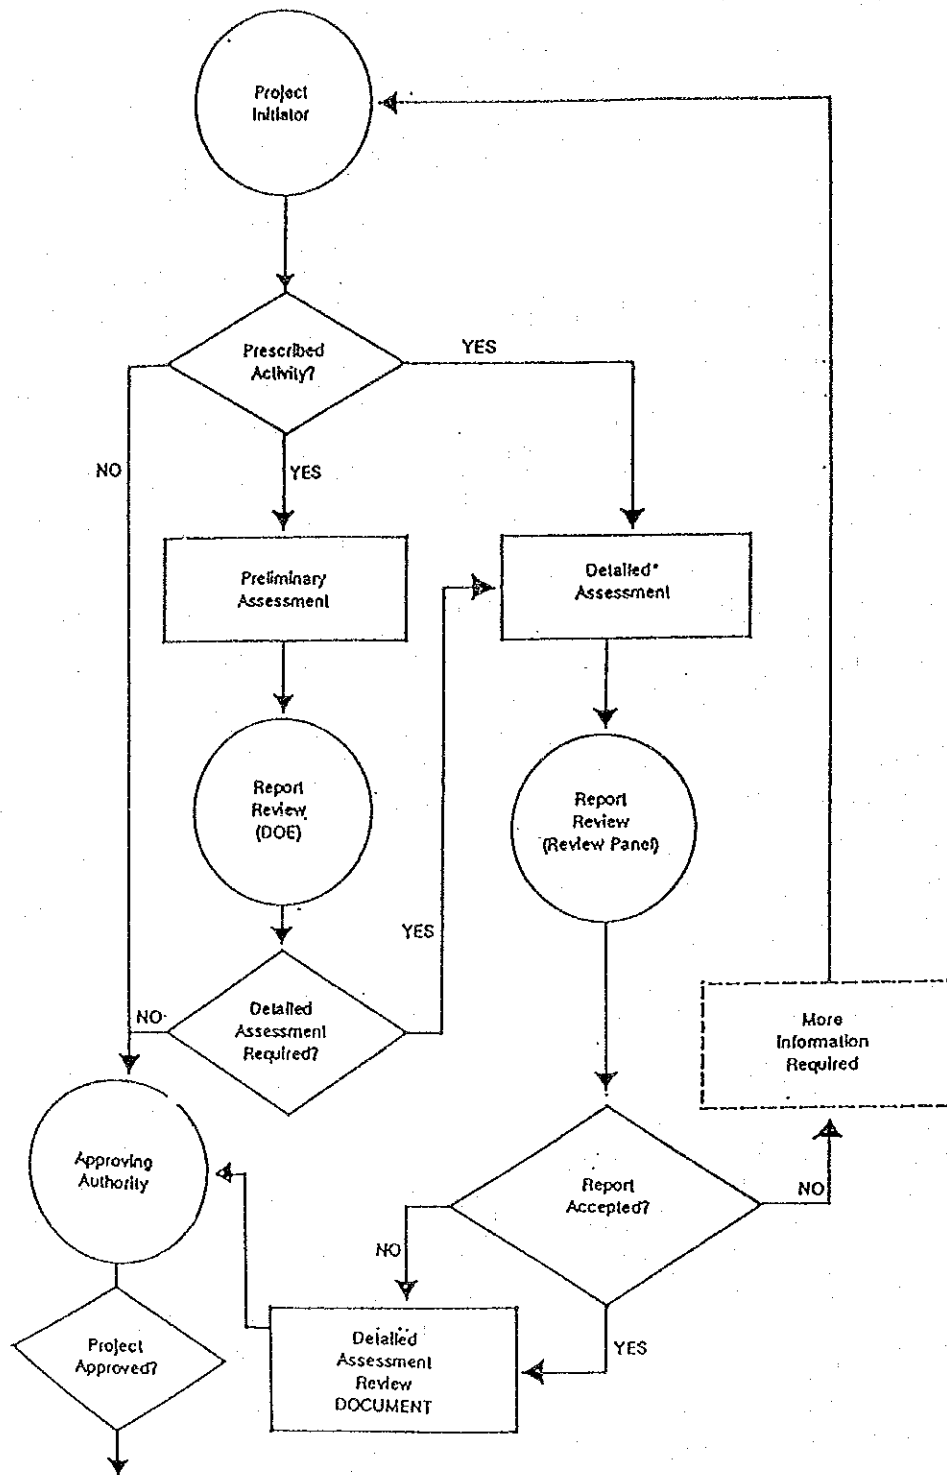 Project
Initiator
Prescribed
Activity?
YES
NO
YES
Preliminary
Assessment
Detailed*
Assessment
Report
Review
(DOE)
Report
Review
(Review Panel)
YES
NO
Detailed
Assessment
Required?
More
Information
Required
Approving
Authority
Report
Accepted?
NO
NO
Project
Approved?
Detailed
Assessment
Review
DOCUMENT
YES